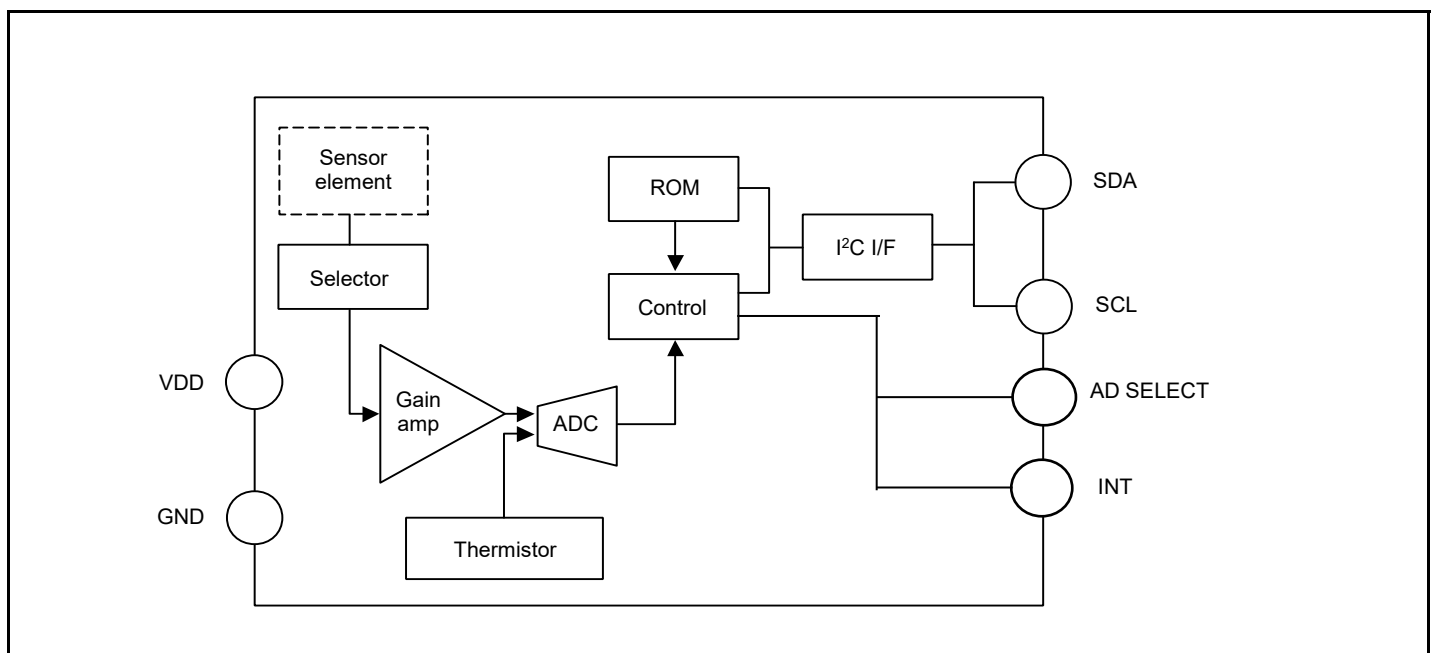 Sensor
element
ROM
SDA
I²C I/F
Selector
Control
SCL
VDD
Gain
amp
ADC
AD SELECT
INT
GND
Thermistor